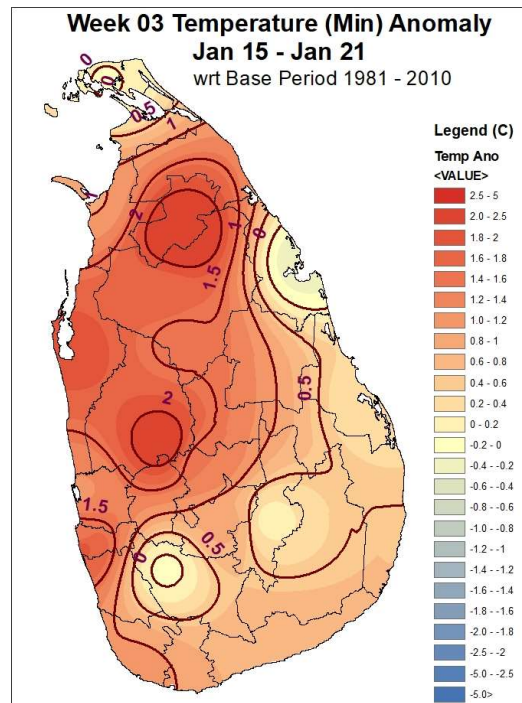 Week 03 Temperature (Min) Anomaly
Jan 15 - Jan 21
wrt Base Period 1981 - 2010
0
0
0.5
1
1
2
1
0
1.5
0.5
2
1.5
0
0.5
Legend (C)
Temp Ano
<VALUE>
2.5 - 5
2.0 - 2.5
1.8 - 2
1.6 - 1.8
1.4 - 1.6
1.2 - 1.4
1.0 - 1.2
0.8 - 1
0.6 - 0.8
0.4 - 0.6
0.2 - 0.4
0 - 0.2
-0.2 - 0
-0.4 - -0.2
-0.6 - -0.4
-0.8 - -0.6
-1.0 - -0.8
-1.2 - -1
-1.4 - -1.2
-1.6 - -1.4
-1.8 - -1.6
-2.0 - -1.8
-2.5 - -2
-5.0 - -2.5
-5.0>